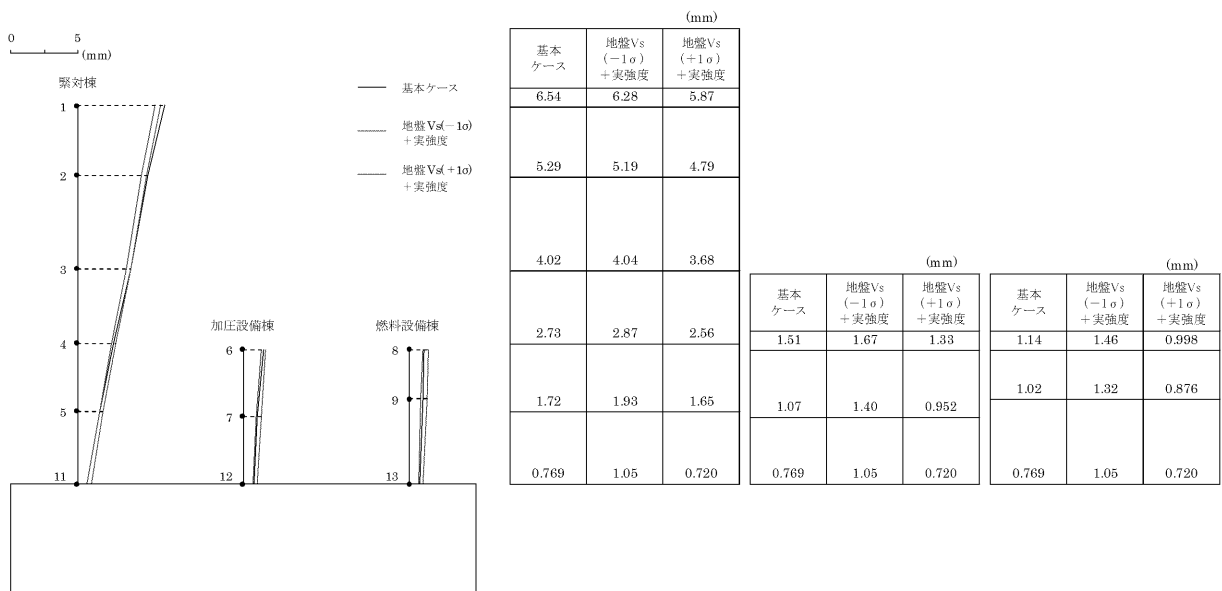 0 5
(mm)
緊対棟
1
2
3
4
5
11
加圧設備棟
6
7
12
燃料設備棟
8
9
13
基本ケース
地盤Vs(－1σ)
＋実強度
地盤Vs(＋1σ)
＋実強度
(mm)
基本
ケース
地盤Vs
(－1σ)
＋実強度
地盤Vs
(＋1σ)
＋実強度
6.54 6.28 5.87
5.29 5.19 4.79
4.02 4.04 3.68
2.73 2.87 2.56
1.72 1.93 1.65
0.769 1.05 0.720
(mm)
基本
ケース
地盤Vs
(－1σ)
＋実強度
地盤Vs
(＋1σ)
＋実強度
1.51 1.67 1.33
1.07 1.40 0.952
0.769 1.05 0.720
(mm)
基本
ケース
地盤Vs
(－1σ)
＋実強度
地盤Vs
(＋1σ)
＋実強度
1.14 1.46 0.998
1.02 1.32 0.876
0.769 1.05 0.720